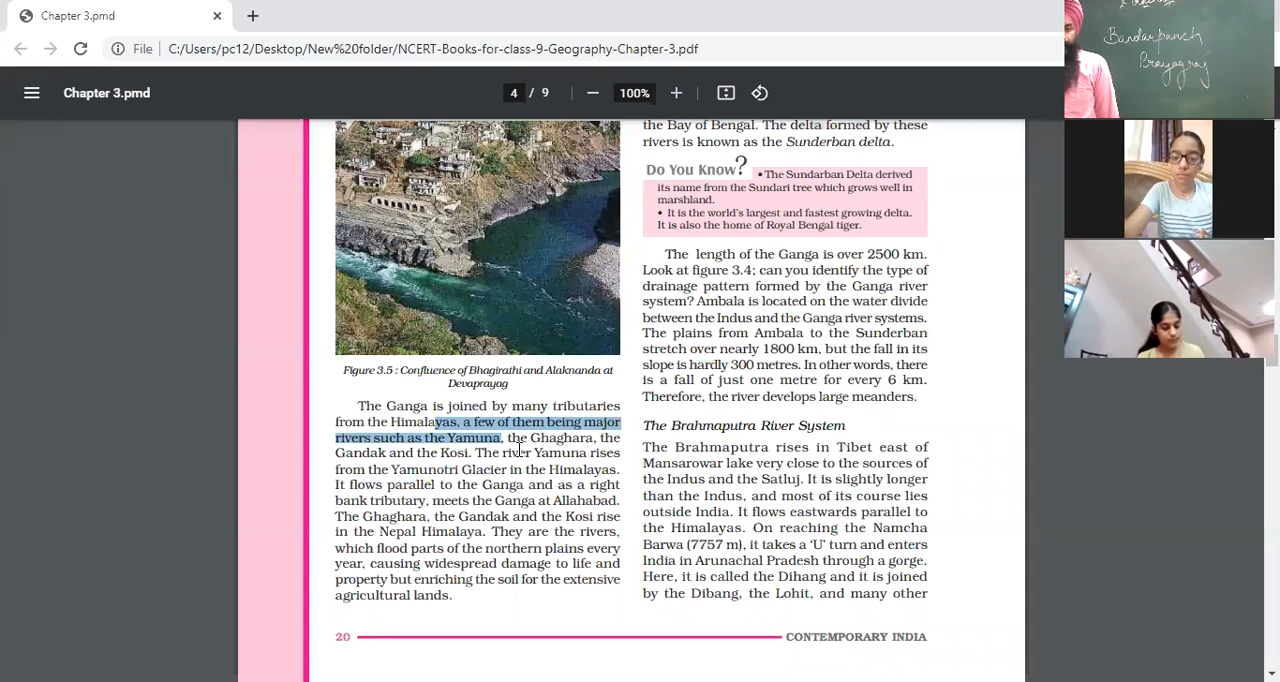 Chapter 3.pmd
File
C:/Users/pc12/Desktop/New%20folder/NCERT-Books-for-class-9-Geography-Chapter-3.pdf
Chapter 3.pmd
4 / 9
100%
Figure 3.5 : Confluence of Bhagirathi and Alaknanda at
Devaprayag
The Ganga is joined by many tributaries
from the Himalayas, a few of them being major
rivers such as the Yamuna, the Ghaghara, the
Gandak and the Kosi. The river Yamuna rises
from the Yamunotri Glacier in the Himalayas.
It flows parallel to the Ganga and as a right
bank tributary, meets the Ganga at Allahabad.
The Ghaghara, the Gandak and the Kosi rise
in the Nepal Himalaya. They are the rivers,
which flood parts of the northern plains every
year, causing widespread damage to life and
property but enriching the soil for the extensive
agricultural lands.
the Bay of Bengal. The delta formed by these
rivers is known as the Sunderban delta.
Do You Know?
• The Sundarban Delta derived
its name from the Sundari tree which grows well in
marshland.
• It is the world's largest and fastest growing delta.
It is also the home of Royal Bengal tiger.
The length of the Ganga is over 2500 km.
Look at figure 3.4; can you identify the type of
drainage pattern formed by the Ganga river
system? Ambala is located on the water divide
between the Indus and the Ganga river systems.
The plains from Ambala to the Sunderban
stretch over nearly 1800 km, but the fall in its
slope is hardly 300 metres. In other words, there
is a fall of just one metre for every 6 km.
Therefore, the river develops large meanders.
The Brahmaputra River System
The Brahmaputra rises in Tibet east of
Mansarowar lake very close to the sources of
the Indus and the Satluj. It is slightly longer
than the Indus, and most of its course lies
outside India. It flows eastwards parallel to
the Himalayas. On reaching the Namcha
Barwa (7757 m), it takes a 'U' turn and enters
India in Arunachal Pradesh through a gorge.
Here, it is called the Dihang and it is joined
by the Dibang, the Lohit, and many other
20
CONTEMPORARY INDIA
Bandarpanch
Prayagraj